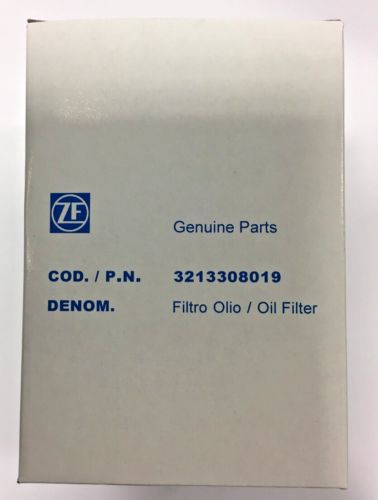 ZF
Genuine Parts
COD. / P.N. 3213308019
DENOM. Filtro Olio / Oil Filter